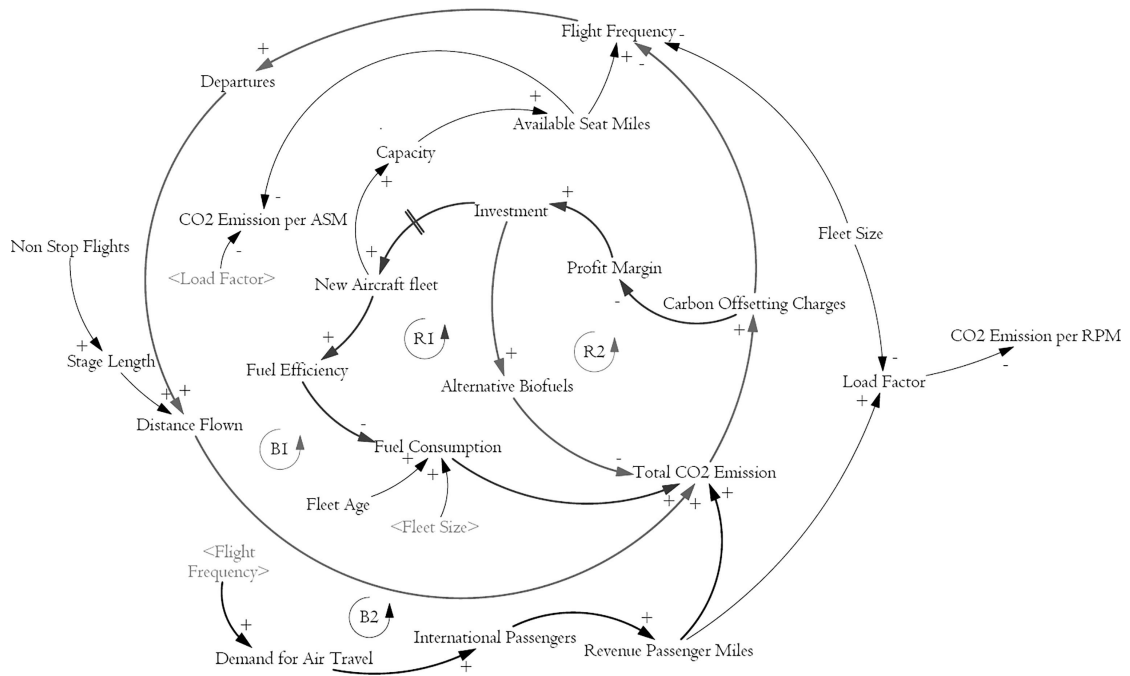 Flight Frequency
-
+
Departures
+
-
+
Available Seat Miles
Capacity
+
-
CO2 Emission per ASM
-
<Load Factor>
Investment
+
Non Stop Flights
Fleet Size
+
New Aircraft fleet
Profit Margin
-
Carbon Offsetting Charges
+
R1
R2
CO2 Emission per RPM
-
+
Stage Length
+
Fuel Efficiency
+
Alternative Biofuels
-
Load Factor
+
+
+
Distance Flown
B1
-
Fuel Consumption
+
+
-
Total CO2 Emission
+
+
+
Fleet Age
<Fleet Size>
<Flight
Frequency>
B2
+
Demand for Air Travel
+
International Passengers
+
Revenue Passenger Miles